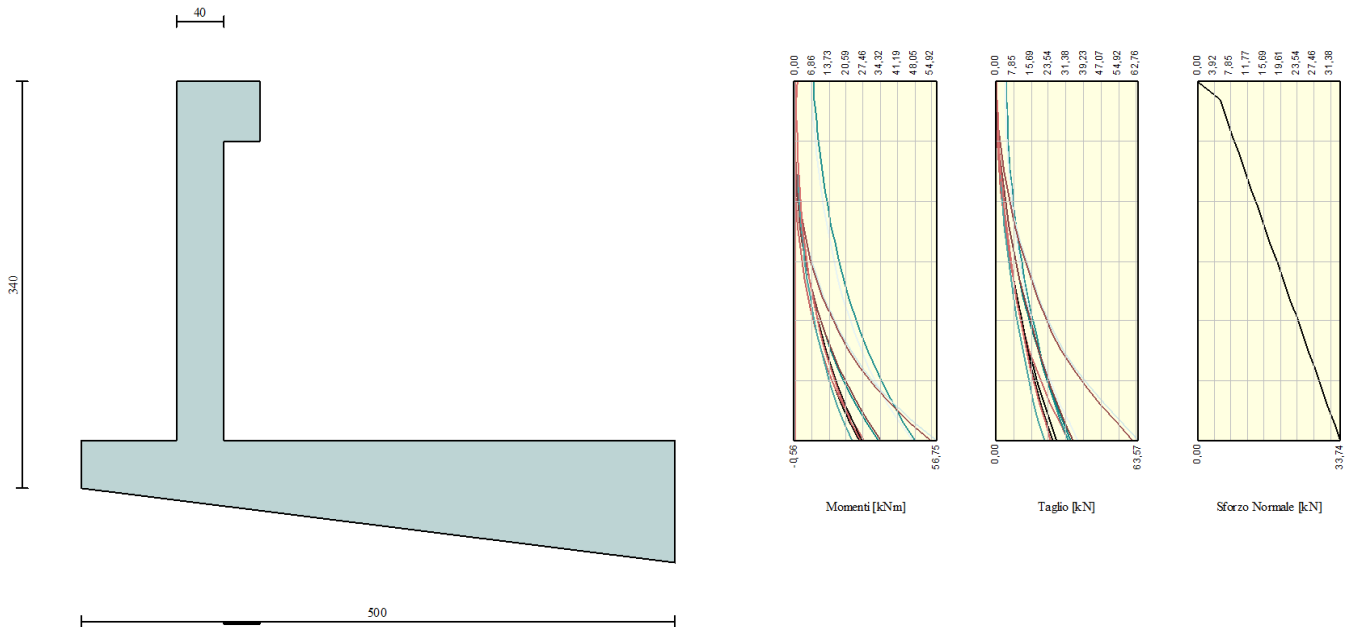 40
340
500
0,00 6,86 13,73 20,59 27,46 34,32 41,19 48,05 54,92
-0,56 56,75
Momenti [kNm]
0,00 7,85 15,69 23,54 31,38 39,23 47,07 54,92 62,76
0,00 63,57
Taglio [kN]
0,00 3,92 7,85 11,77 15,69 19,61 23,54 27,46 31,38
0,00 33,74
Sforzo Normale [kN]